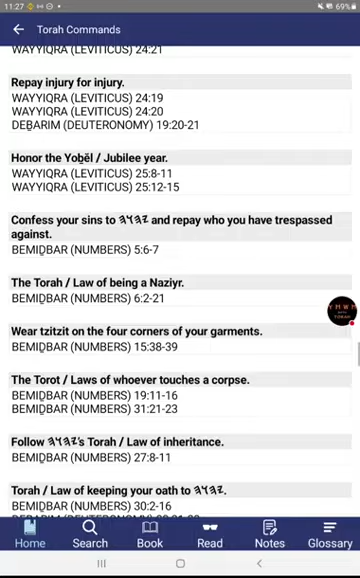 11:27
69%
Torah Commands
WAYYIQRA (LEVITICUS) 24:21
Repay injury for injury.
WAYYIQRA (LEVITICUS) 24:19
WAYYIQRA (LEVITICUS) 24:20
DEḆARIM (DEUTERONOMY) 19:20-21
Honor the Yoḇĕl / Jubilee year.
WAYYIQRA (LEVITICUS) 25:8-11
WAYYIQRA (LEVITICUS) 25:12-15
Confess your sins to 𐤉𐤄𐤅𐤄 and repay who you have trespassed
against.
BEMIḎBAR (NUMBERS) 5:6-7
The Torah / Law of being a Naziyr.
BEMIḎBAR (NUMBERS) 6:2-21
YMWM
WITH
TORAH
Wear tzitzit on the four corners of your garments.
BEMIḎBAR (NUMBERS) 15:38-39
The Torot / Laws of whoever touches a corpse.
BEMIḎBAR (NUMBERS) 19:11-16
BEMIḎBAR (NUMBERS) 31:21-23
Follow 𐤉𐤄𐤅𐤄's Torah / Law of inheritance.
BEMIḎBAR (NUMBERS) 27:8-11
Torah / Law of keeping your oath to 𐤉𐤄𐤅𐤄.
BEMIḎBAR (NUMBERS) 30:2-16
Home Search Book Read Notes Glossary